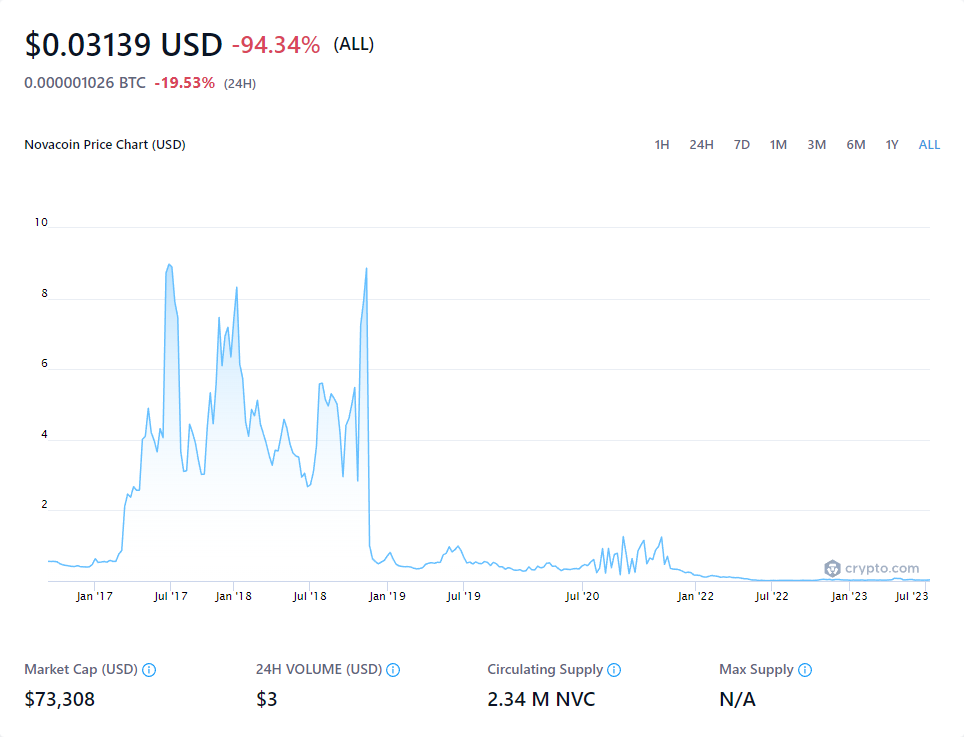 $0.03139 USD -94.34% (ALL)
0.000001026 BTC -19.53% (24H)
Novacoin Price Chart (USD) 1H 24H 7D 1M 3M 6M 1Y ALL
10
8
6
4
2
crypto.com
Jan '17 Jul '17 Jan '18 Jul '18 Jan '19 Jul '19 Jul '20 Jan '22 Jul '22 Jan '23 Jul '23
Market Cap (USD) 24H VOLUME (USD) Circulating Supply Max Supply
$73,308 $3 2.34 M NVC N/A